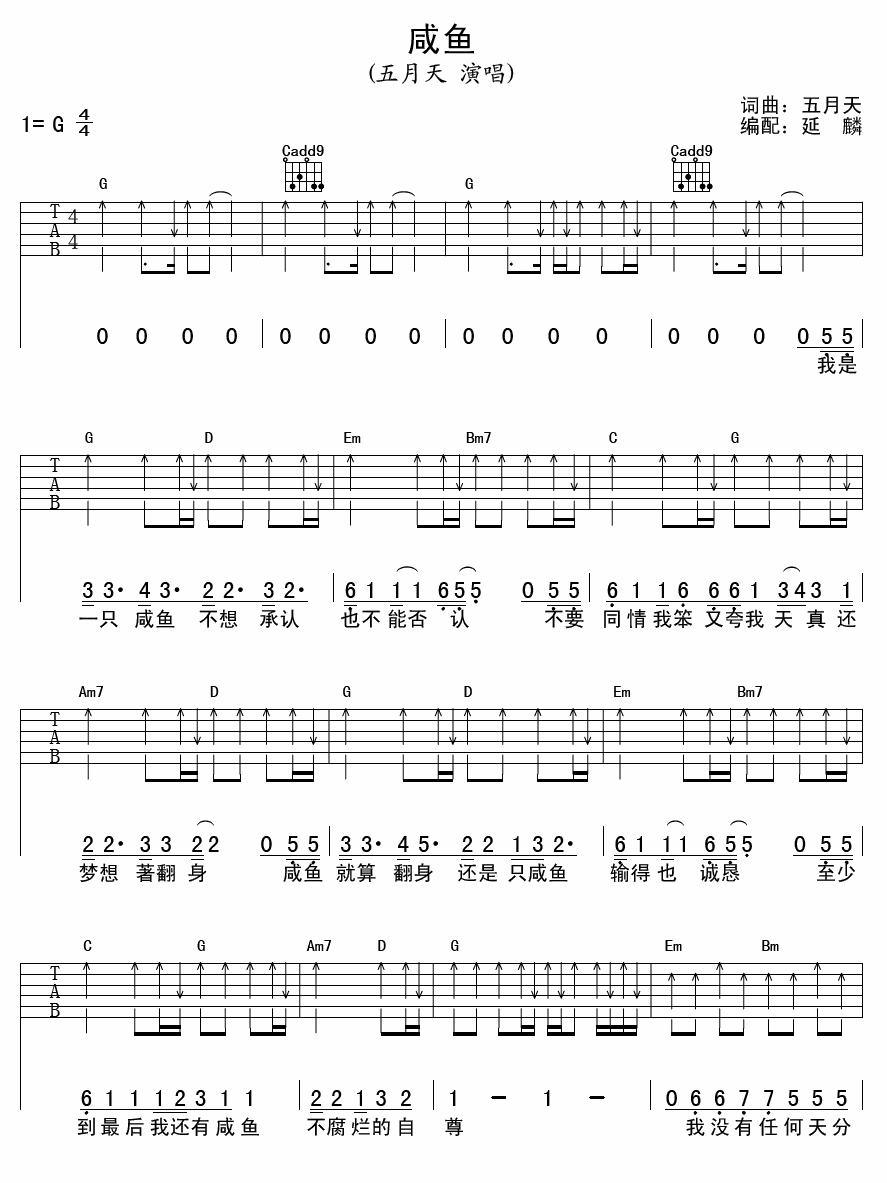 咸鱼
(五月天 演唱)
词曲：五月天
1= G 4/4
编配：延 麟
Cadd9 Cadd9
G G
T A B 4 4
0 0 0 0 0 0 0 0 0 0 0 0 0 0 0 0 5 5
我是
G D Em Bm7 C G
T A B
3 3· 4 3· 2 2· 3 2· 6 1 1 1 6 5 5 0 5 5 6 1 1 6 6 6 1 3 4 3 1
一只 咸鱼 不想 承认 也不能否 认 不要 同情我笨 又夸我 天 真 还
Am7 D G D Em Bm7
T A B
2 2· 3 3 2 2 0 5 5 3 3· 4 5· 2 2 1 3 2· 6 1 1 1 6 5 5 0 5 5
梦想 著翻 身 咸鱼 就算 翻身 还是 只咸鱼 输得也 诚恳 至少
C G Am7 D G Em Bm
T A B
6 1 1 1 2 3 1 1 2 2 1 3 2 1 − 1 − 0 6 6 7 7 5 5 5
到最后我还有咸鱼 不腐烂的自 尊 我没有任何天分